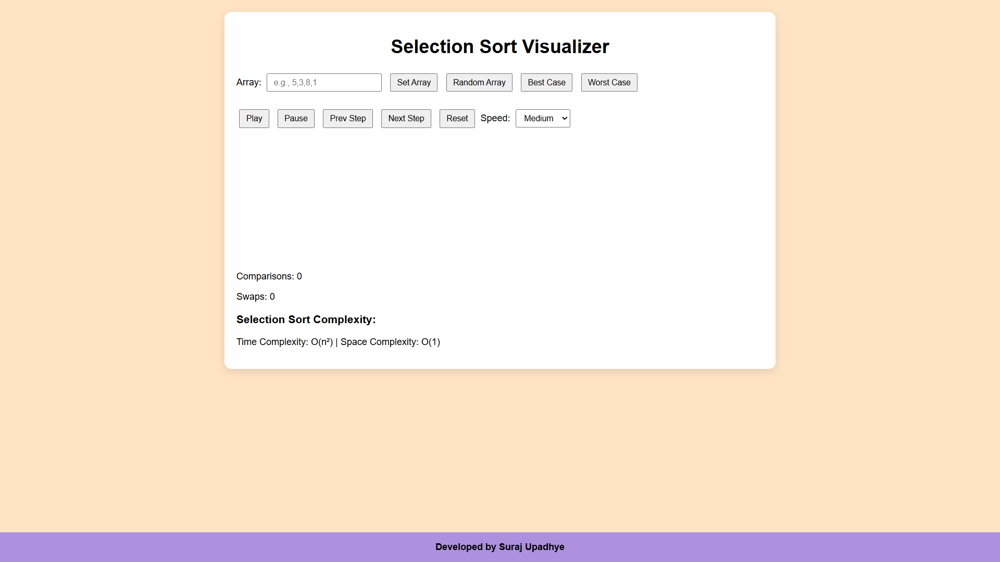 Selection Sort Visualizer
Array: e.g., 5,3,8,1 Set Array Random Array Best Case Worst Case
Play Pause Prev Step Next Step Reset Speed: Medium
Comparisons: 0
Swaps: 0
Selection Sort Complexity:
Time Complexity: O(n²) | Space Complexity: O(1)
Developed by Suraj Upadhye